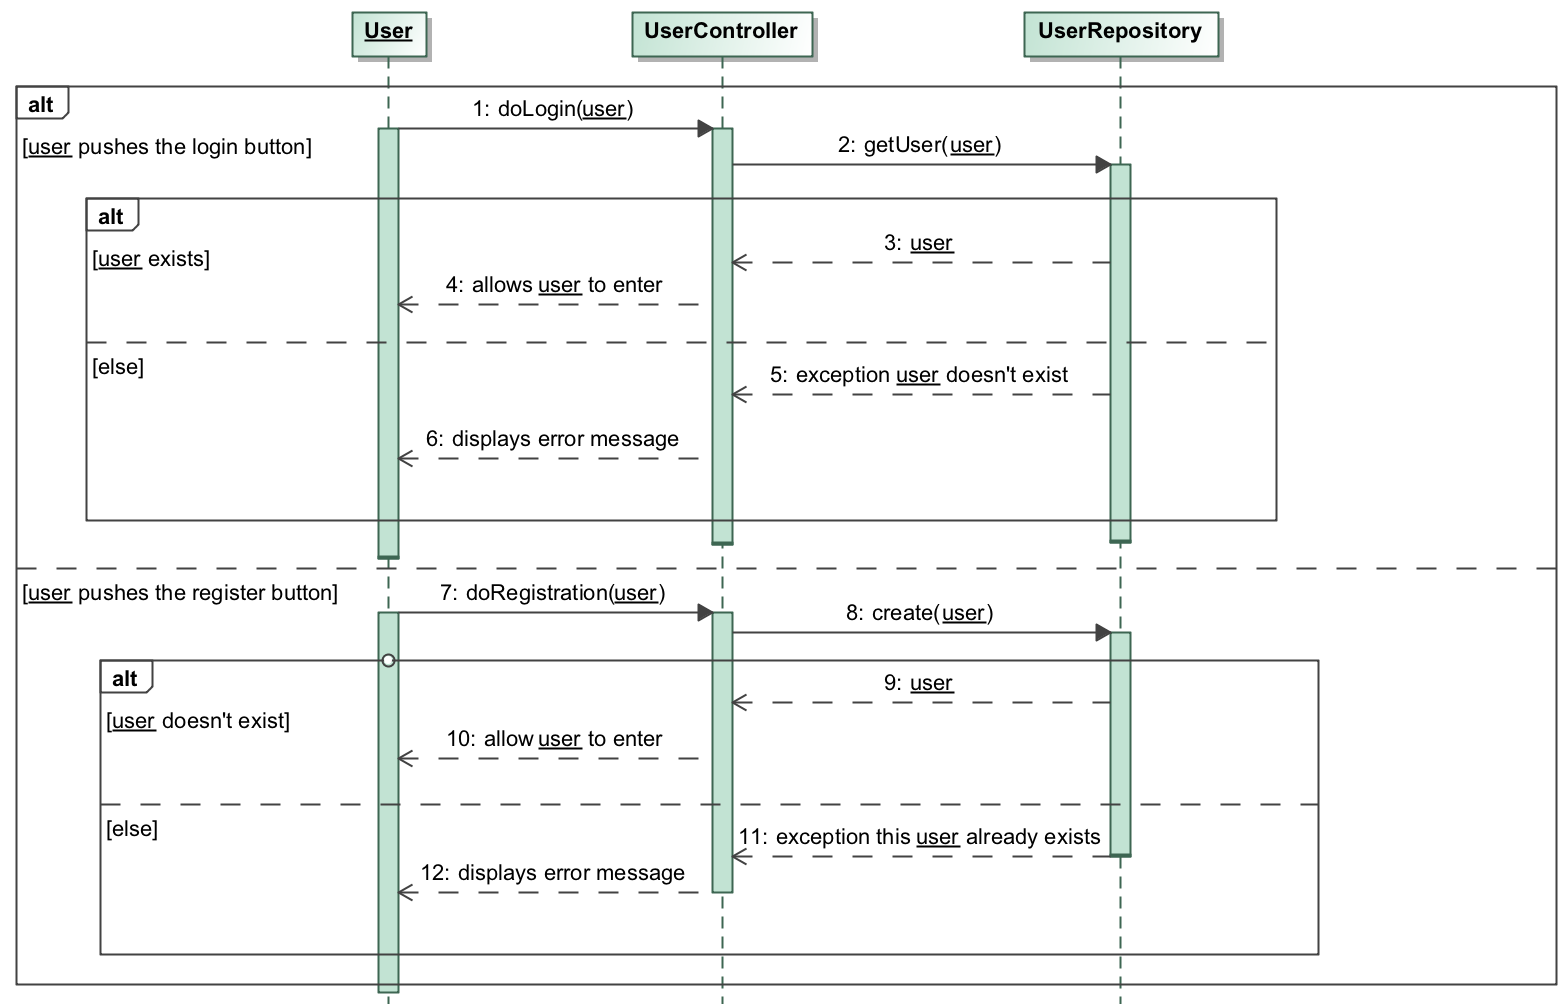 User
UserController
UserRepository
alt
1: doLogin(user)
[user pushes the login button]
2: getUser(user)
alt
3: user
[user exists]
4: allows user to enter
[else]
5: exception user doesn't exist
6: displays error message
[user pushes the register button]
7: doRegistration(user)
8: create(user)
alt
9: user
[user doesn't exist]
10: allow user to enter
[else]
11: exception this user already exists
12: displays error message